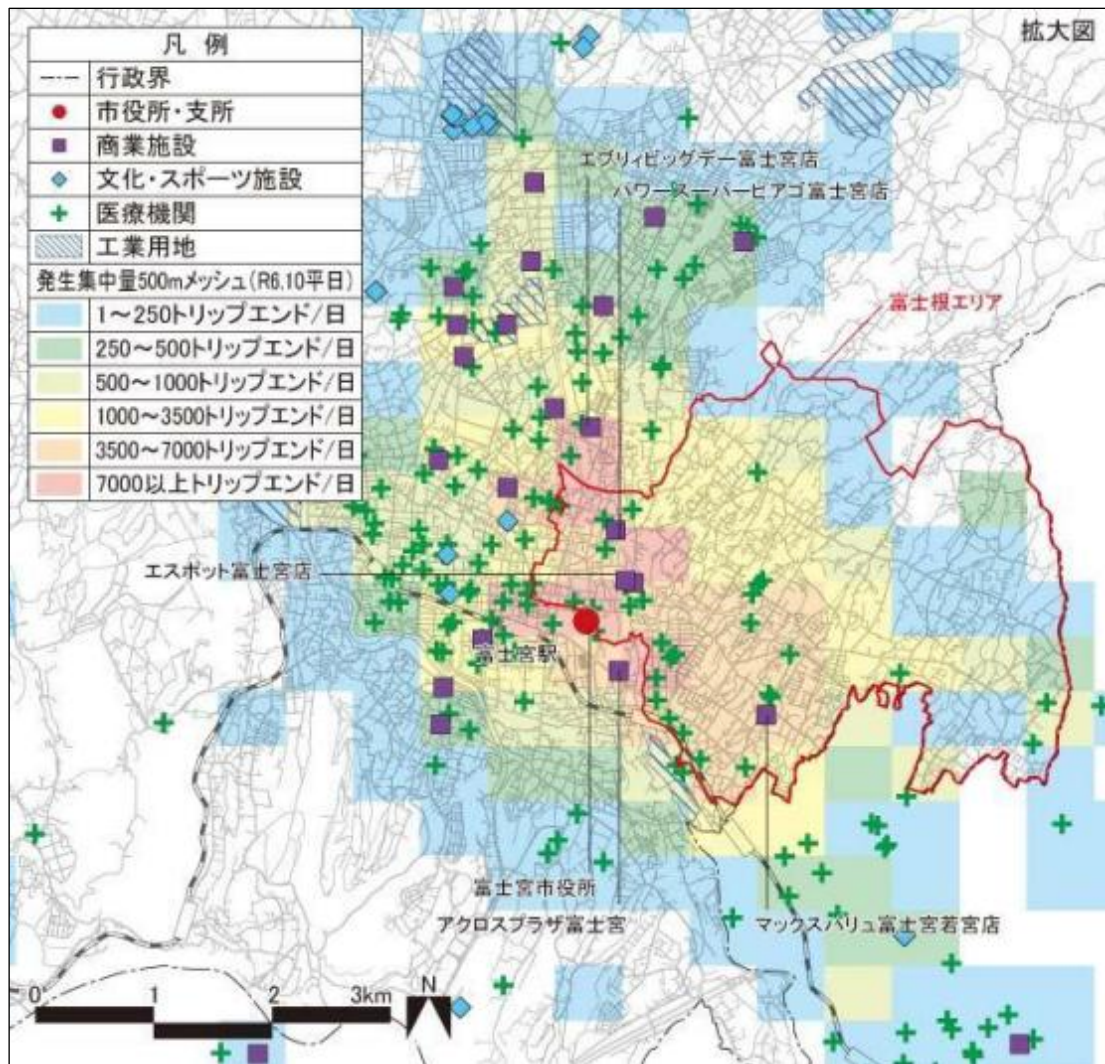 拡大図
凡 例
行政界
市役所・支所
商業施設
文化・スポーツ施設
医療機関
工業用地
発生集中量500mメッシュ(R6.10平日)
1～250トリップエンド/日
250～500トリップエンド/日
500～1000トリップエンド/日
1000～3500トリップエンド/日
3500～7000トリップエンド/日
7000以上トリップエンド/日
エブリィビッグデー富士宮店
パワースーパーピアゴ富士宮店
富士根エリア
エスポット富士宮店
富士宮駅
富士宮市役所
アクロスプラザ富士宮
マックスバリュ富士宮若宮店
0 1 2 3km
N